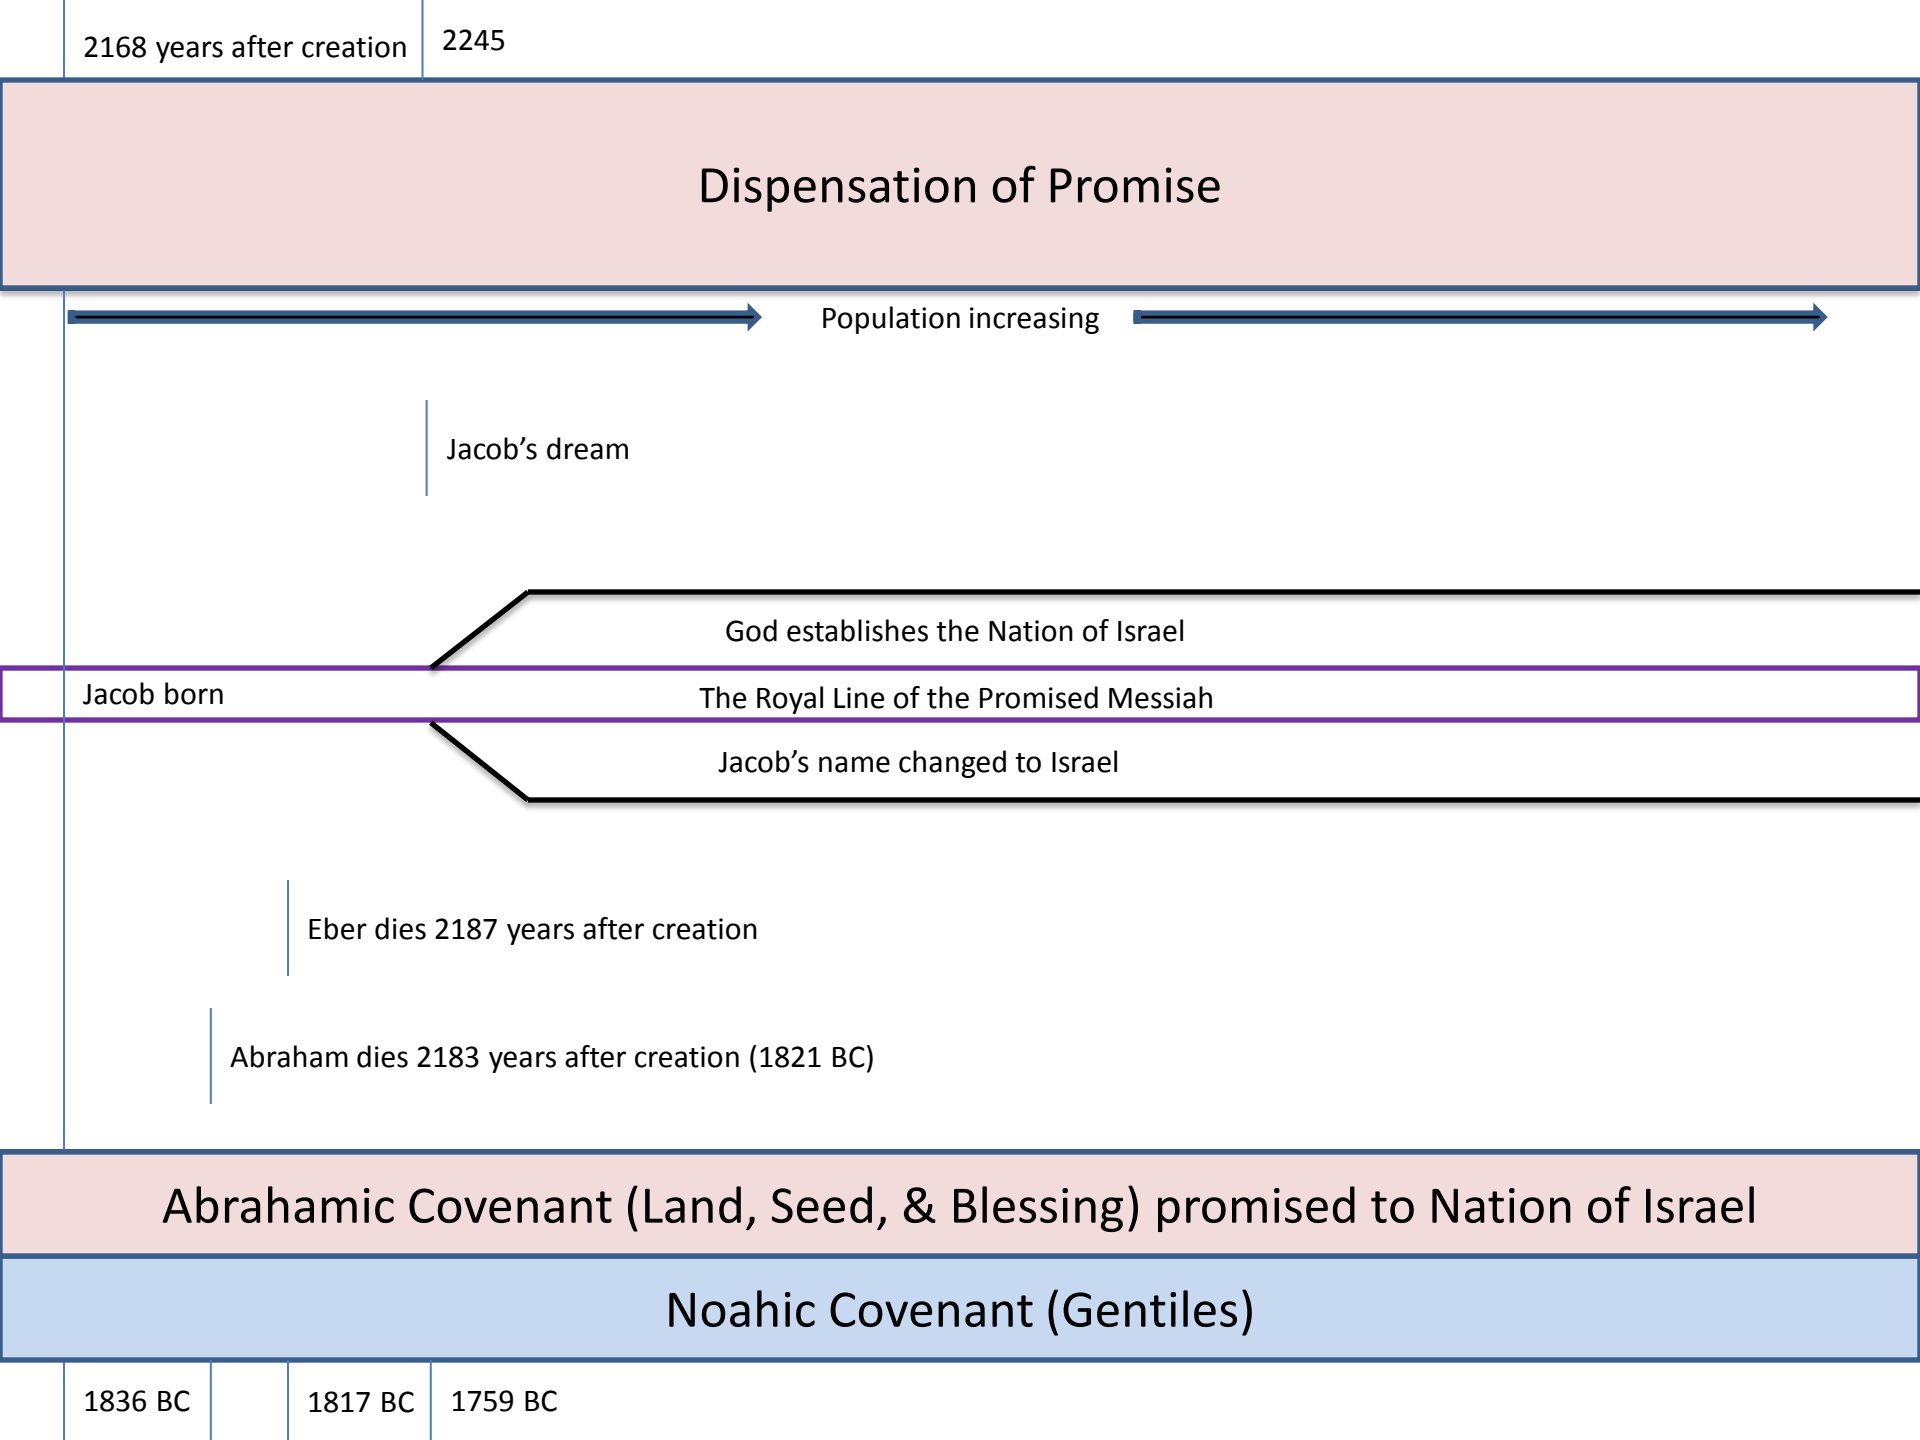 2168 years after creation
2245
Dispensation of Promise
Population increasing
Jacob’s dream
God establishes the Nation of Israel
Jacob born
The Royal Line of the Promised Messiah
Jacob’s name changed to Israel
Eber dies 2187 years after creation
Abraham dies 2183 years after creation (1821 BC)
Abrahamic Covenant (Land, Seed, & Blessing) promised to Nation of Israel
Noahic Covenant (Gentiles)
1836 BC
1817 BC
1759 BC